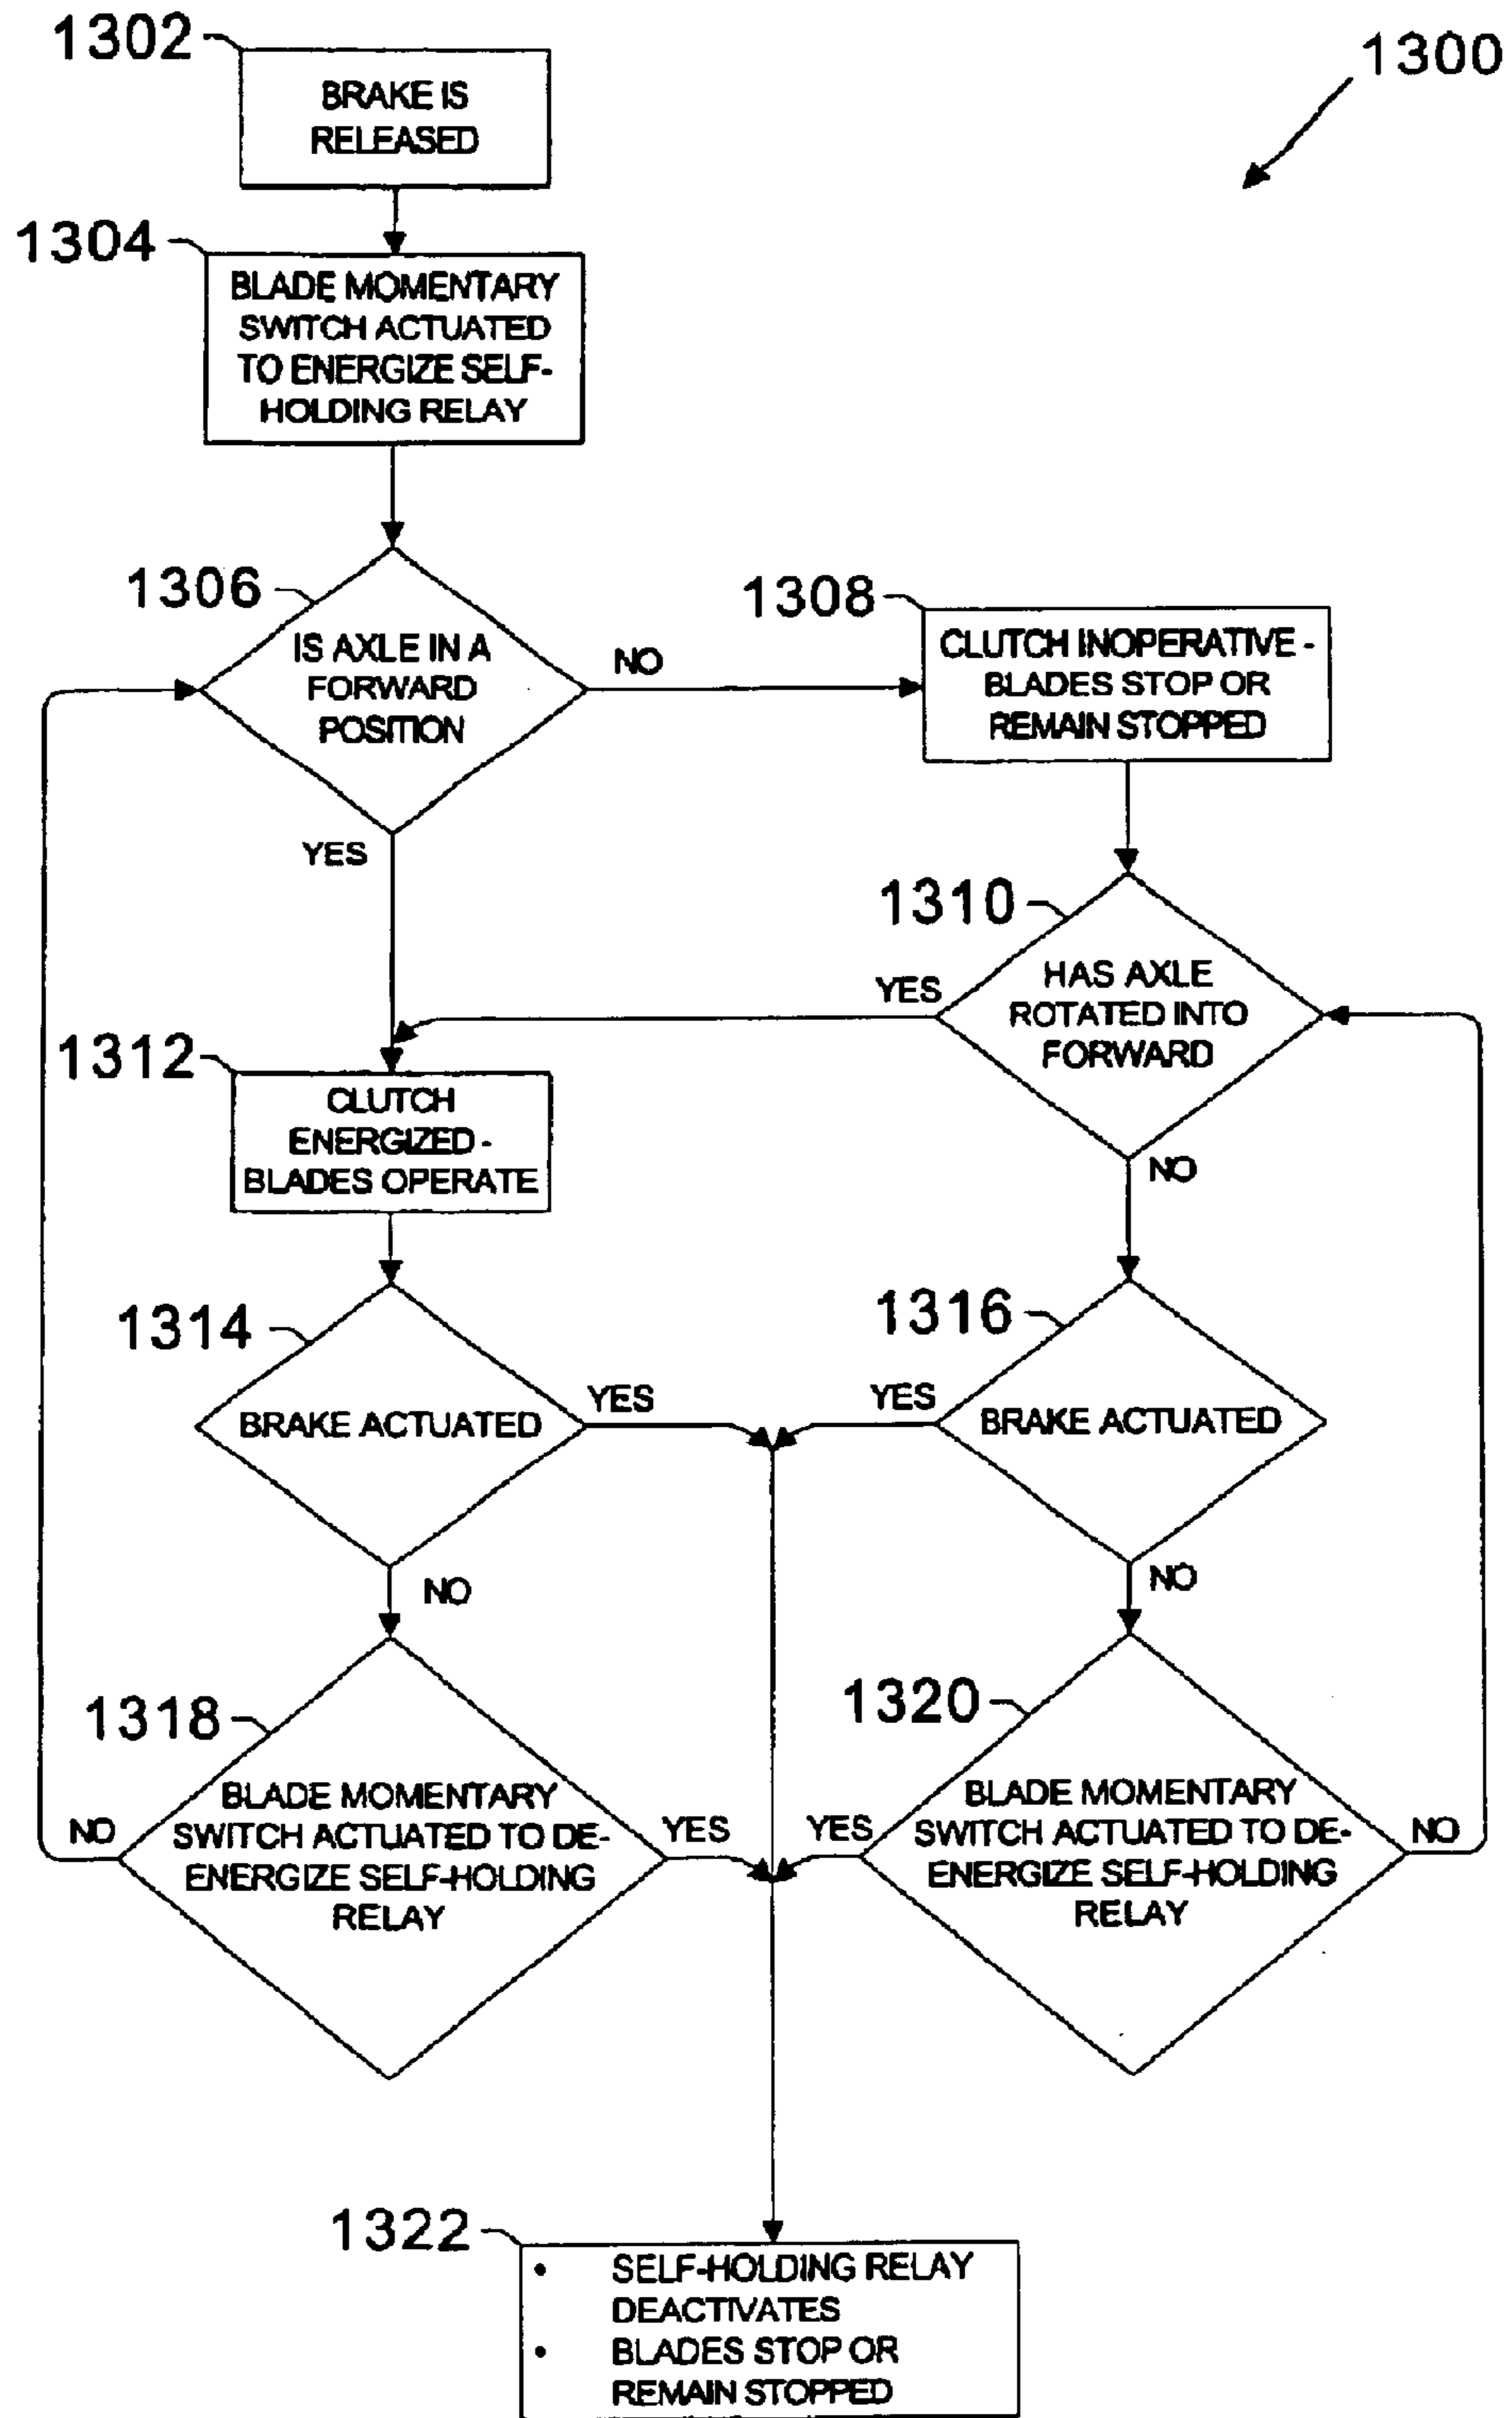 1302
1300
BRAKE IS
RELEASED
1304
BLADE MOMENTARY
SWITCH ACTUATED
TO ENERGIZE SELF-
HOLDING RELAY
1306
IS AXLE IN A
FORWARD
POSITION
NO
YES
1308
CLUTCH INOPERATIVE -
BLADES STOP OR
REMAIN STOPPED
1310
HAS AXLE
ROTATED INTO
FORWARD
YES
NO
1312
CLUTCH
ENERGIZED -
BLADES OPERATE
1314
BRAKE ACTUATED
YES
NO
1316
BRAKE ACTUATED
YES
NO
1318
BLADE MOMENTARY
SWITCH ACTUATED TO DE-
ENERGIZE SELF-HOLDING
RELAY
NO
YES
1320
BLADE MOMENTARY
SWITCH ACTUATED TO DE-
ENERGIZE SELF-HOLDING
RELAY
YES
NO
1322
• SELF-HOLDING RELAY
DEACTIVATES
• BLADES STOP OR
REMAIN STOPPED